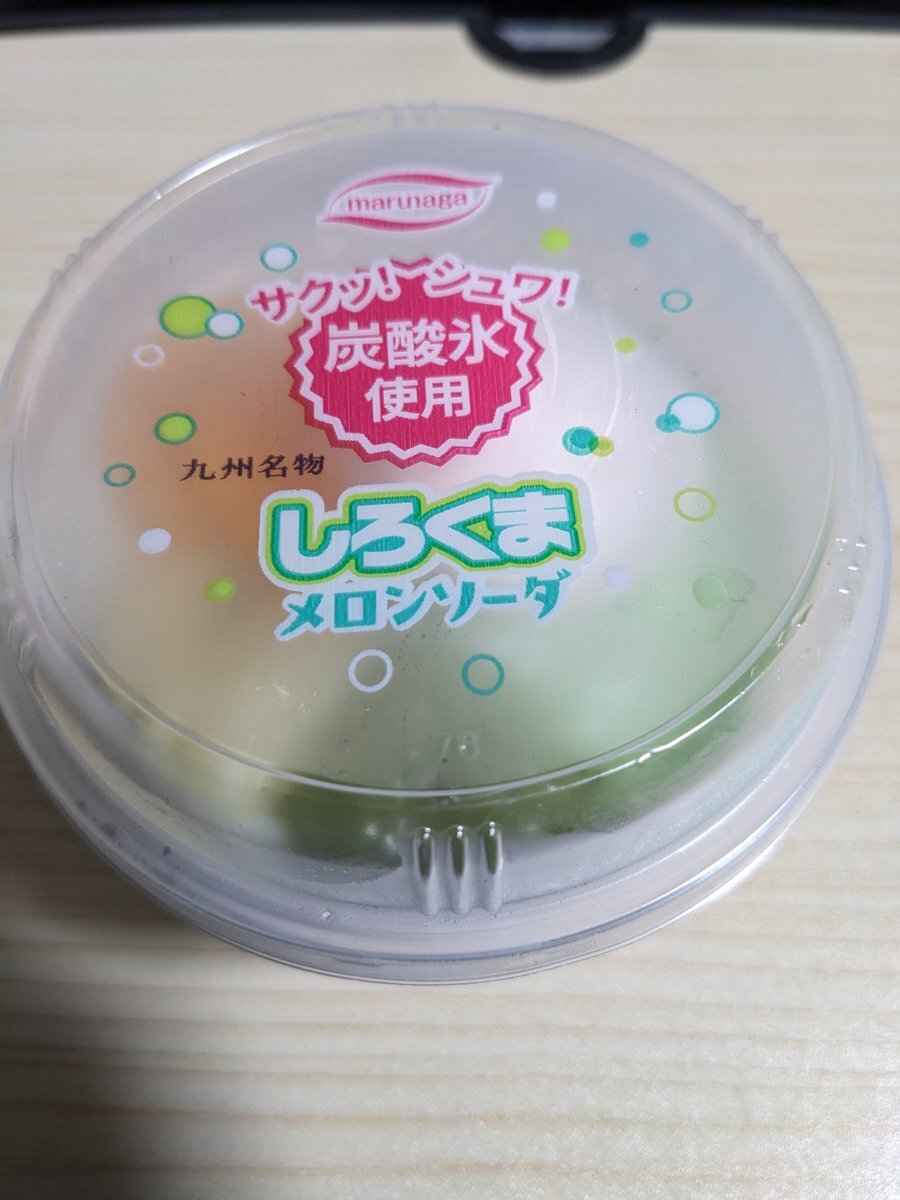 marunaga
サクッ!シュワ!
炭酸氷
使用
九州名物
しろくま
メロンソーダ